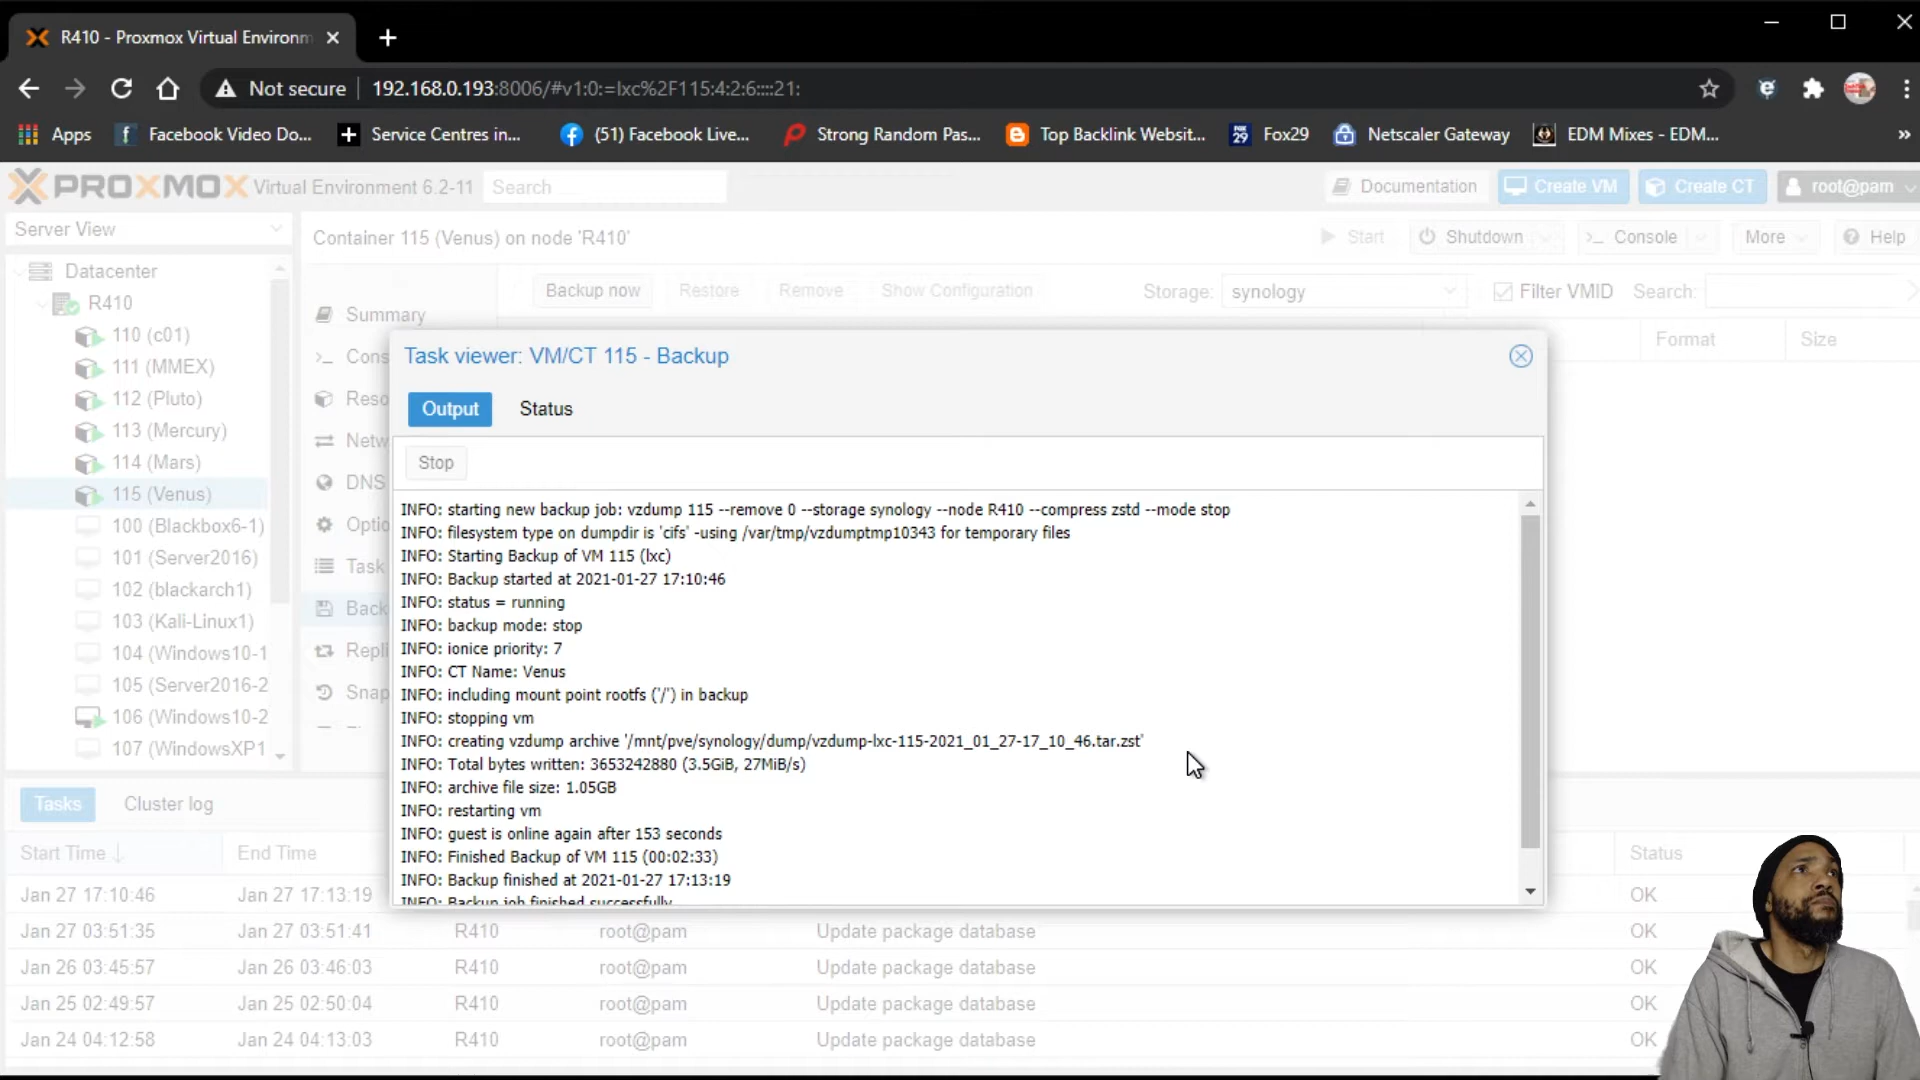 R410 - Proxmox Virtual Environm
Not secure 192.168.0.193:8006/#v1:0:=lxc%2F115:4:2:6::::21:
Apps Facebook Video Do... Service Centres in... (51) Facebook Live... Strong Random Pas... Top Backlink Websit... Fox29 Netscaler Gateway EDM Mixes - EDM... »
PROXMOX Virtual Environment 6.2-11 Search Documentation Create VM Create CT root@pam
Server View
Container 115 (Venus) on node 'R410' Start Shutdown Console More Help
Datacenter
R410
110 (c01)
111 (MMEX)
112 (Pluto)
113 (Mercury)
114 (Mars)
115 (Venus)
100 (Blackbox6-1)
101 (Server2016)
102 (blackarch1)
103 (Kali-Linux1)
104 (Windows10-1
105 (Server2016-2
106 (Windows10-2
107 (WindowsXP1
Summary
Cons
Reso
Netw
DNS
Optio
Task
Back
Repli
Snap
Backup now Restore Remove Show Configuration Storage: synology Filter VMID Search:
Format Size
Task viewer: VM/CT 115 - Backup
Output Status
Stop
INFO: starting new backup job: vzdump 115 --remove 0 --storage synology --node R410 --compress zstd --mode stop
INFO: filesystem type on dumpdir is 'cifs' -using /var/tmp/vzdumptmp10343 for temporary files
INFO: Starting Backup of VM 115 (lxc)
INFO: Backup started at 2021-01-27 17:10:46
INFO: status = running
INFO: backup mode: stop
INFO: ionice priority: 7
INFO: CT Name: Venus
INFO: including mount point rootfs ('/') in backup
INFO: stopping vm
INFO: creating vzdump archive '/mnt/pve/synology/dump/vzdump-lxc-115-2021_01_27-17_10_46.tar.zst'
INFO: Total bytes written: 3653242880 (3.5GiB, 27MiB/s)
INFO: archive file size: 1.05GB
INFO: restarting vm
INFO: guest is online again after 153 seconds
INFO: Finished Backup of VM 115 (00:02:33)
INFO: Backup finished at 2021-01-27 17:13:19
INFO: Backup job finished successfully
Tasks Cluster log
Start Time End Time Status
Jan 27 17:10:46 Jan 27 17:13:19 OK
Jan 27 03:51:35 Jan 27 03:51:41 R410 root@pam Update package database OK
Jan 26 03:45:57 Jan 26 03:46:03 R410 root@pam Update package database OK
Jan 25 02:49:57 Jan 25 02:50:04 R410 root@pam Update package database OK
Jan 24 04:12:58 Jan 24 04:13:03 R410 root@pam Update package database OK